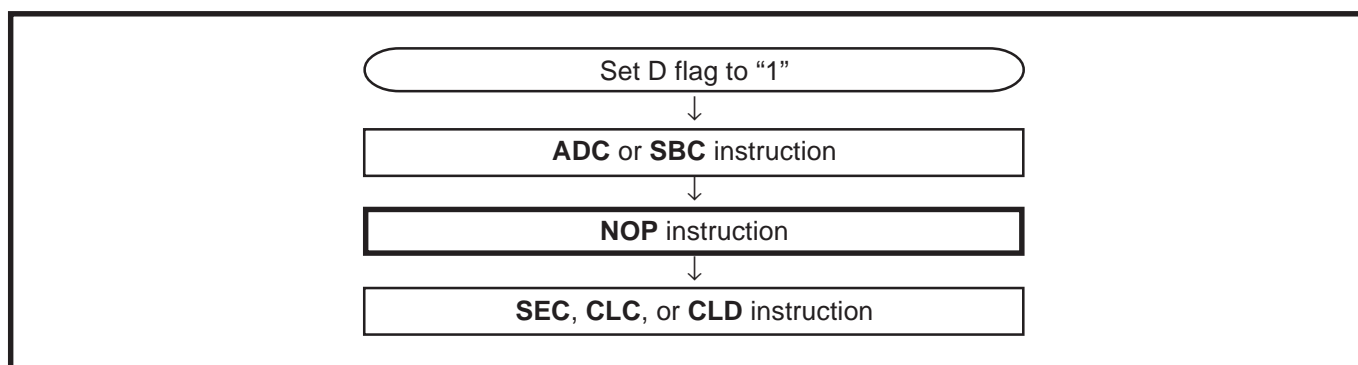 Set D flag to “1”
ADC or SBC instruction
NOP instruction
SEC, CLC, or CLD instruction